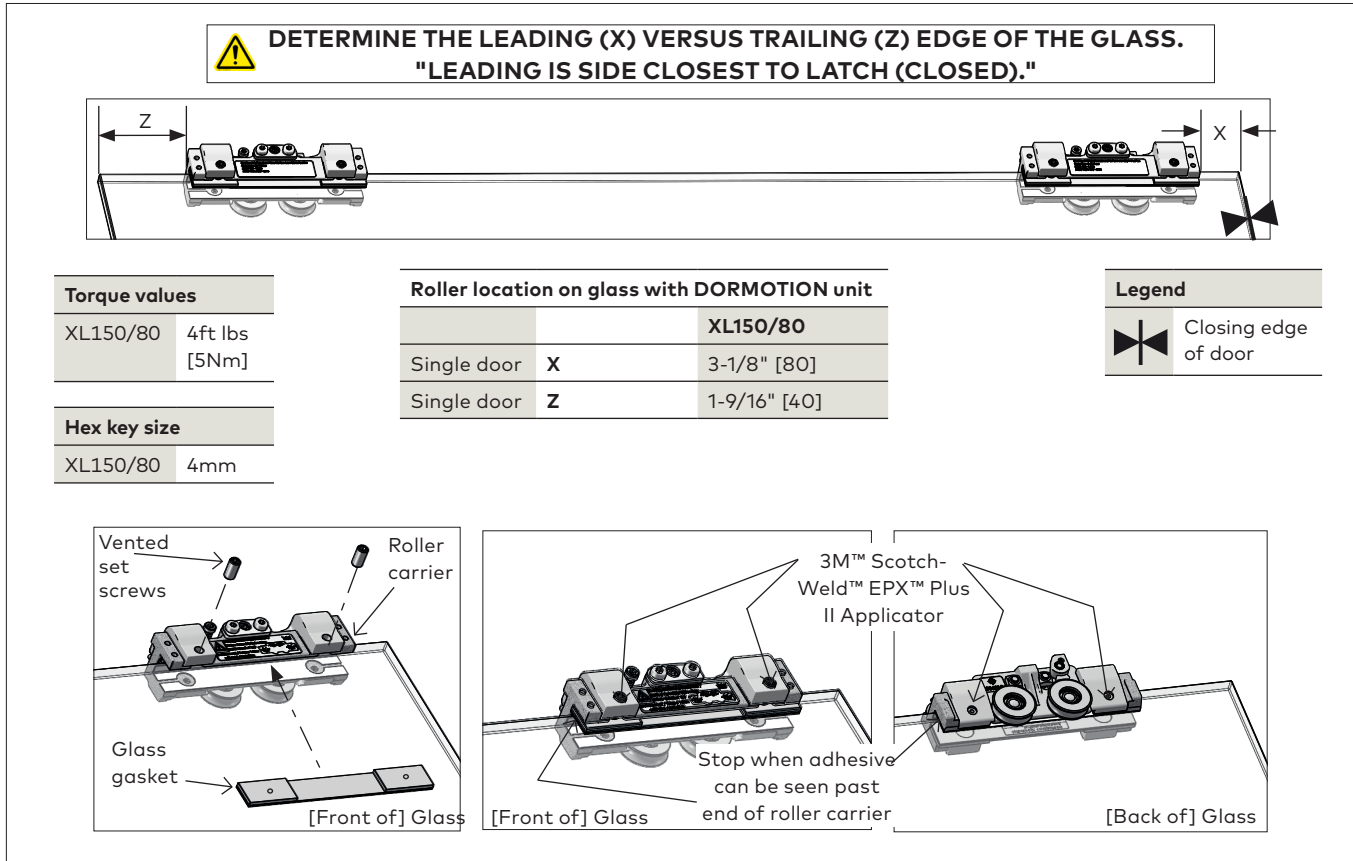 DETERMINE THE LEADING (X) VERSUS TRAILING (Z) EDGE OF THE GLASS.
"LEADING IS SIDE CLOSEST TO LATCH (CLOSED)."
Z
X
Torque values
XL150/80 4ft lbs
[5Nm]
Hex key size
XL150/80 4mm
Roller location on glass with DORMOTION unit
XL150/80
Single door X 3-1/8" [80]
Single door Z 1-9/16" [40]
Legend
Closing edge
of door
Vented
set
screws
Roller
carrier
Glass
gasket
[Front of] Glass
3M™ Scotch-
Weld™ EPX™ Plus
II Applicator
Stop when adhesive
can be seen past
end of roller carrier
[Front of] Glass
[Back of] Glass